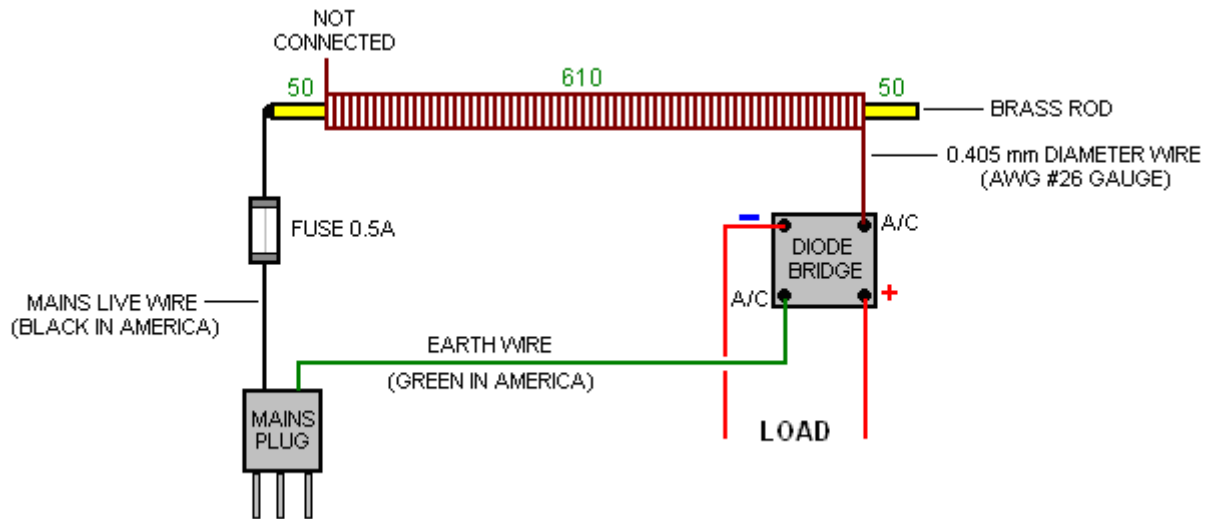 NOT
CONNECTED
50
610
50
BRASS ROD
0.405 mm DIAMETER WIRE
(AWG #26 GAUGE)
FUSE 0.5A
A/C
DIODE
BRIDGE
MAINS LIVE WIRE
(BLACK IN AMERICA)
A/C
+
EARTH WIRE
(GREEN IN AMERICA)
MAINS
PLUG
LOAD